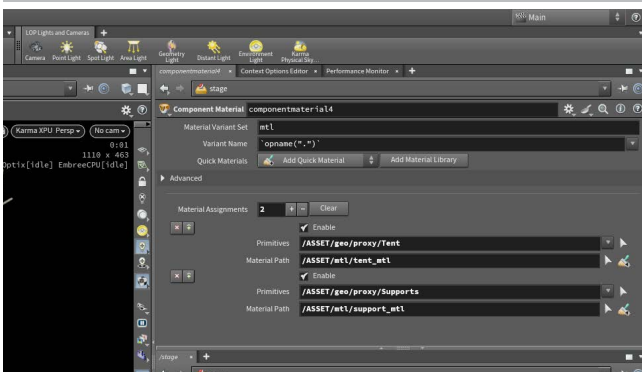 Main
LOP Lights and Cameras
Camera Point Light Spot Light Area Light Geometry Light Distant Light Environment Light Karma Physical Sky...
componentmaterial4 Context Options Editor Performance Monitor
stage
Component Material componentmaterial4
Karma XPU Persp No cam
Material Variant Set mtl
0:01
Variant Name `opname(".")`
1110 x 463
Quick Materials Add Quick Material Add Material Library
Optix[idle] EmbreeCPU[idle]
Advanced
Material Assignments 2 Clear
Enable
Primitives /ASSET/geo/proxy/Tent
Material Path /ASSET/mtl/tent_mtl
Enable
Primitives /ASSET/geo/proxy/Supports
Material Path /ASSET/mtl/support_mtl
/stage